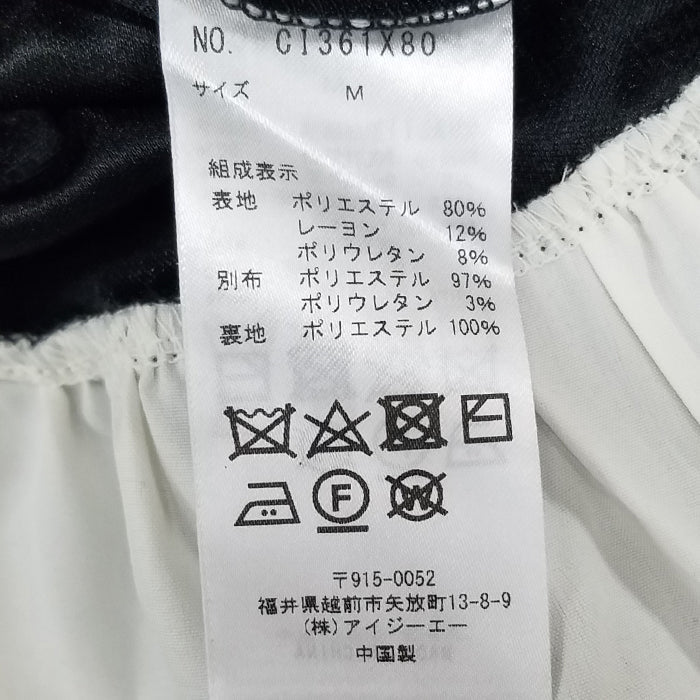 NO. CI361X80
サイズ M
組成表示
表地 ポリエステル 80%
レーヨン 12%
ポリウレタン 8%
別布 ポリエステル 97%
ポリウレタン 3%
裏地 ポリエステル 100%
F W
〒915-0052
福井県越前市矢放町13-8-9
(株)アイジーエー
中国製